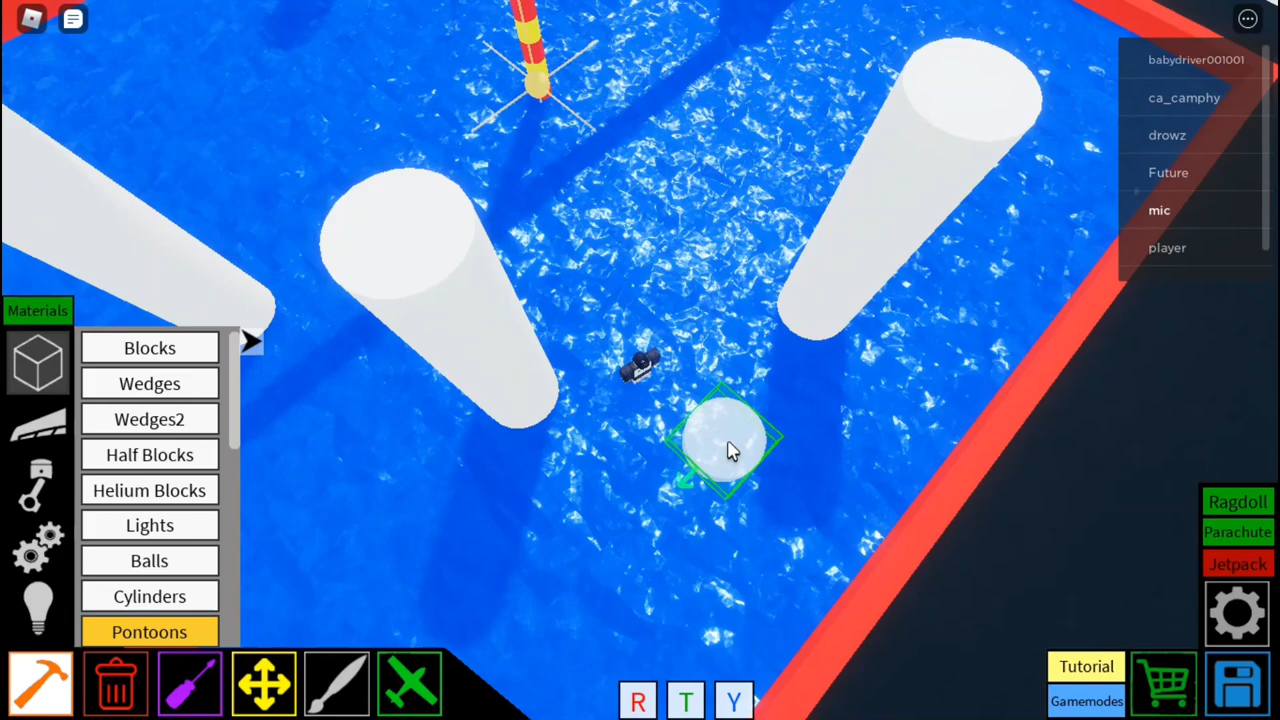 babydriver001001
ca_camphy
drowz
Future
mic
player
Materials
Blocks
Wedges
Wedges2
Half Blocks
Helium Blocks
Lights
Balls
Cylinders
Pontoons
Ragdoll
Parachute
Jetpack
Tutorial
Gamemodes
R T Y